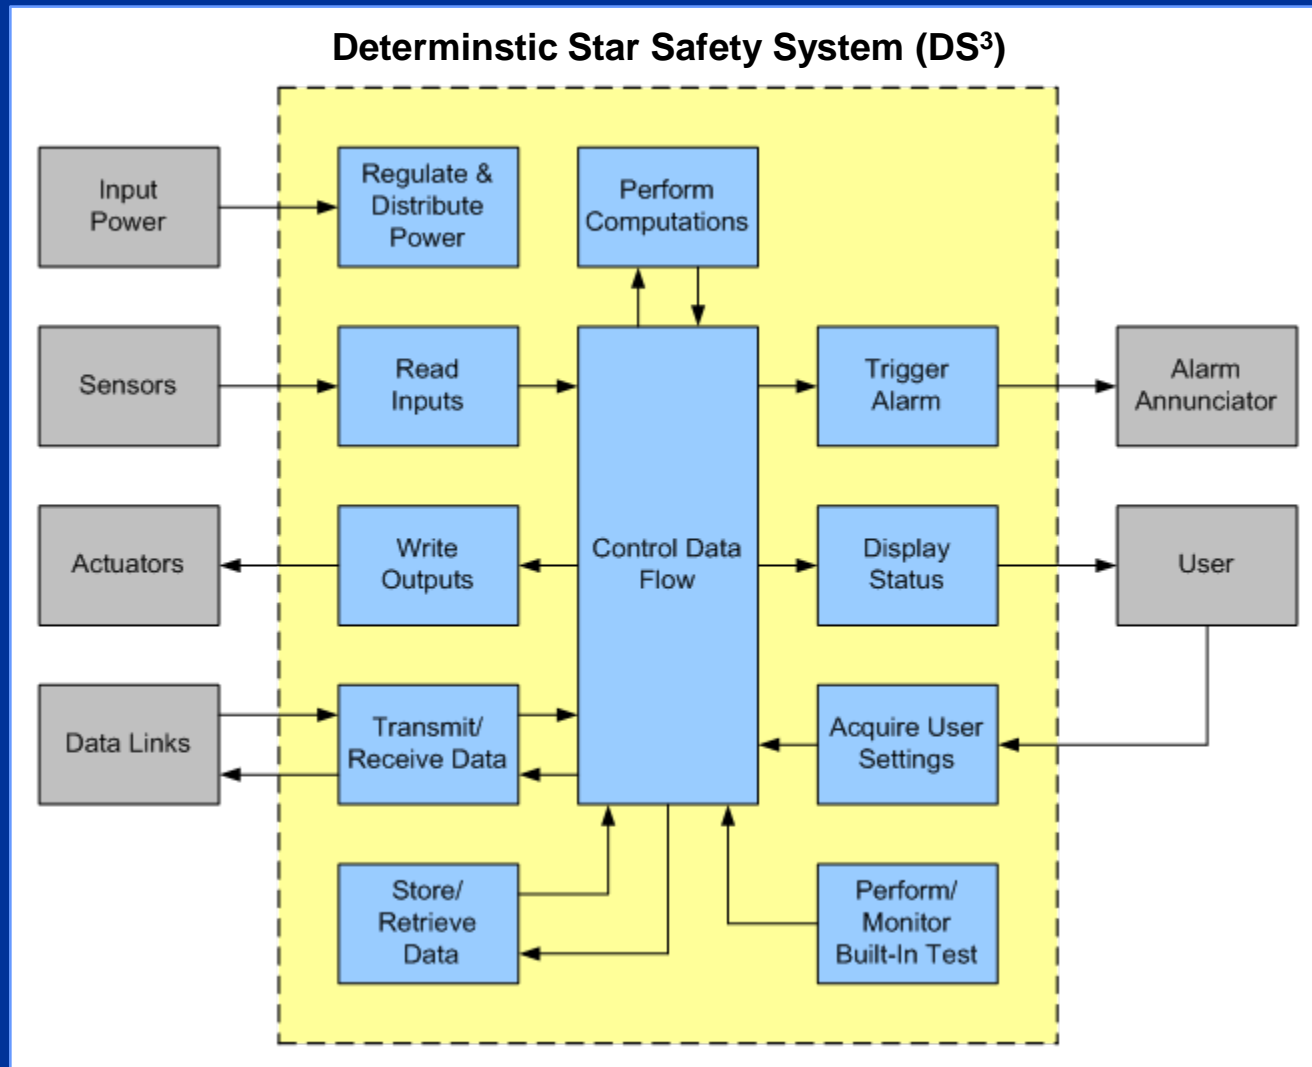 Determinstic Star Safety System (DS³)
Input
Power
Regulate &
Distribute
Power
Perform
Computations
Sensors
Read
Inputs
Trigger
Alarm
Alarm
Annunciator
Actuators
Write
Outputs
Control Data
Flow
Display
Status
User
Data Links
Transmit/
Receive Data
Acquire User
Settings
Store/
Retrieve
Data
Perform/
Monitor
Built-In Test